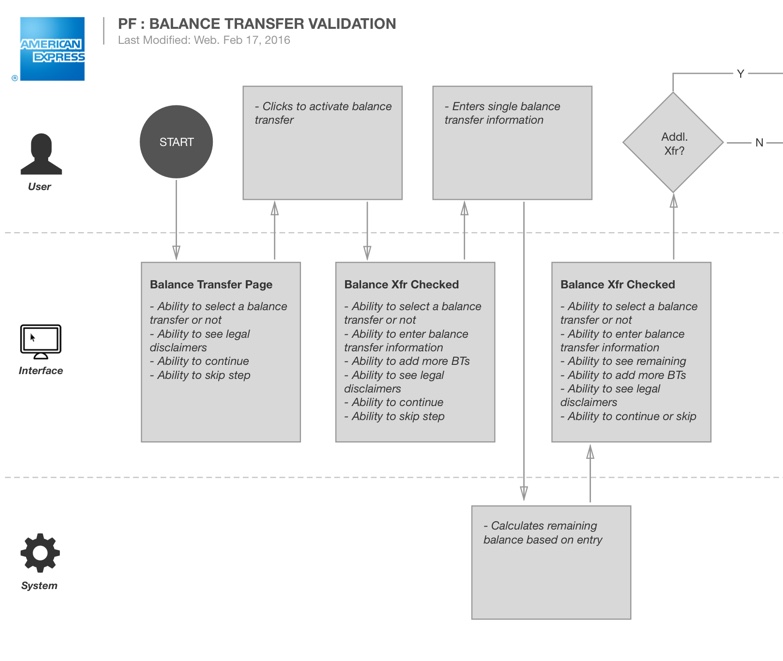 AMERICAN
EXPRESS
®
PF : BALANCE TRANSFER VALIDATION
Last Modified: Web. Feb 17, 2016
Y
- Clicks to activate balance
transfer
- Enters single balance
transfer information
START
Addl.
Xfr?
N
User
Balance Transfer Page
- Ability to select a balance
transfer or not
- Ability to see legal
disclaimers
- Ability to continue
- Ability to skip step
Balance Xfr Checked
- Ability to select a balance
transfer or not
- Ability to enter balance
transfer information
- Ability to add more BTs
- Ability to see legal
disclaimers
- Ability to continue
- Ability to skip step
Balance Xfr Checked
- Ability to select a balance
transfer or not
- Ability to enter balance
transfer information
- Ability to see remaining
- Ability to add more BTs
- Ability to see legal
disclaimers
- Ability to continue or skip
Interface
- Calculates remaining
balance based on entry
System